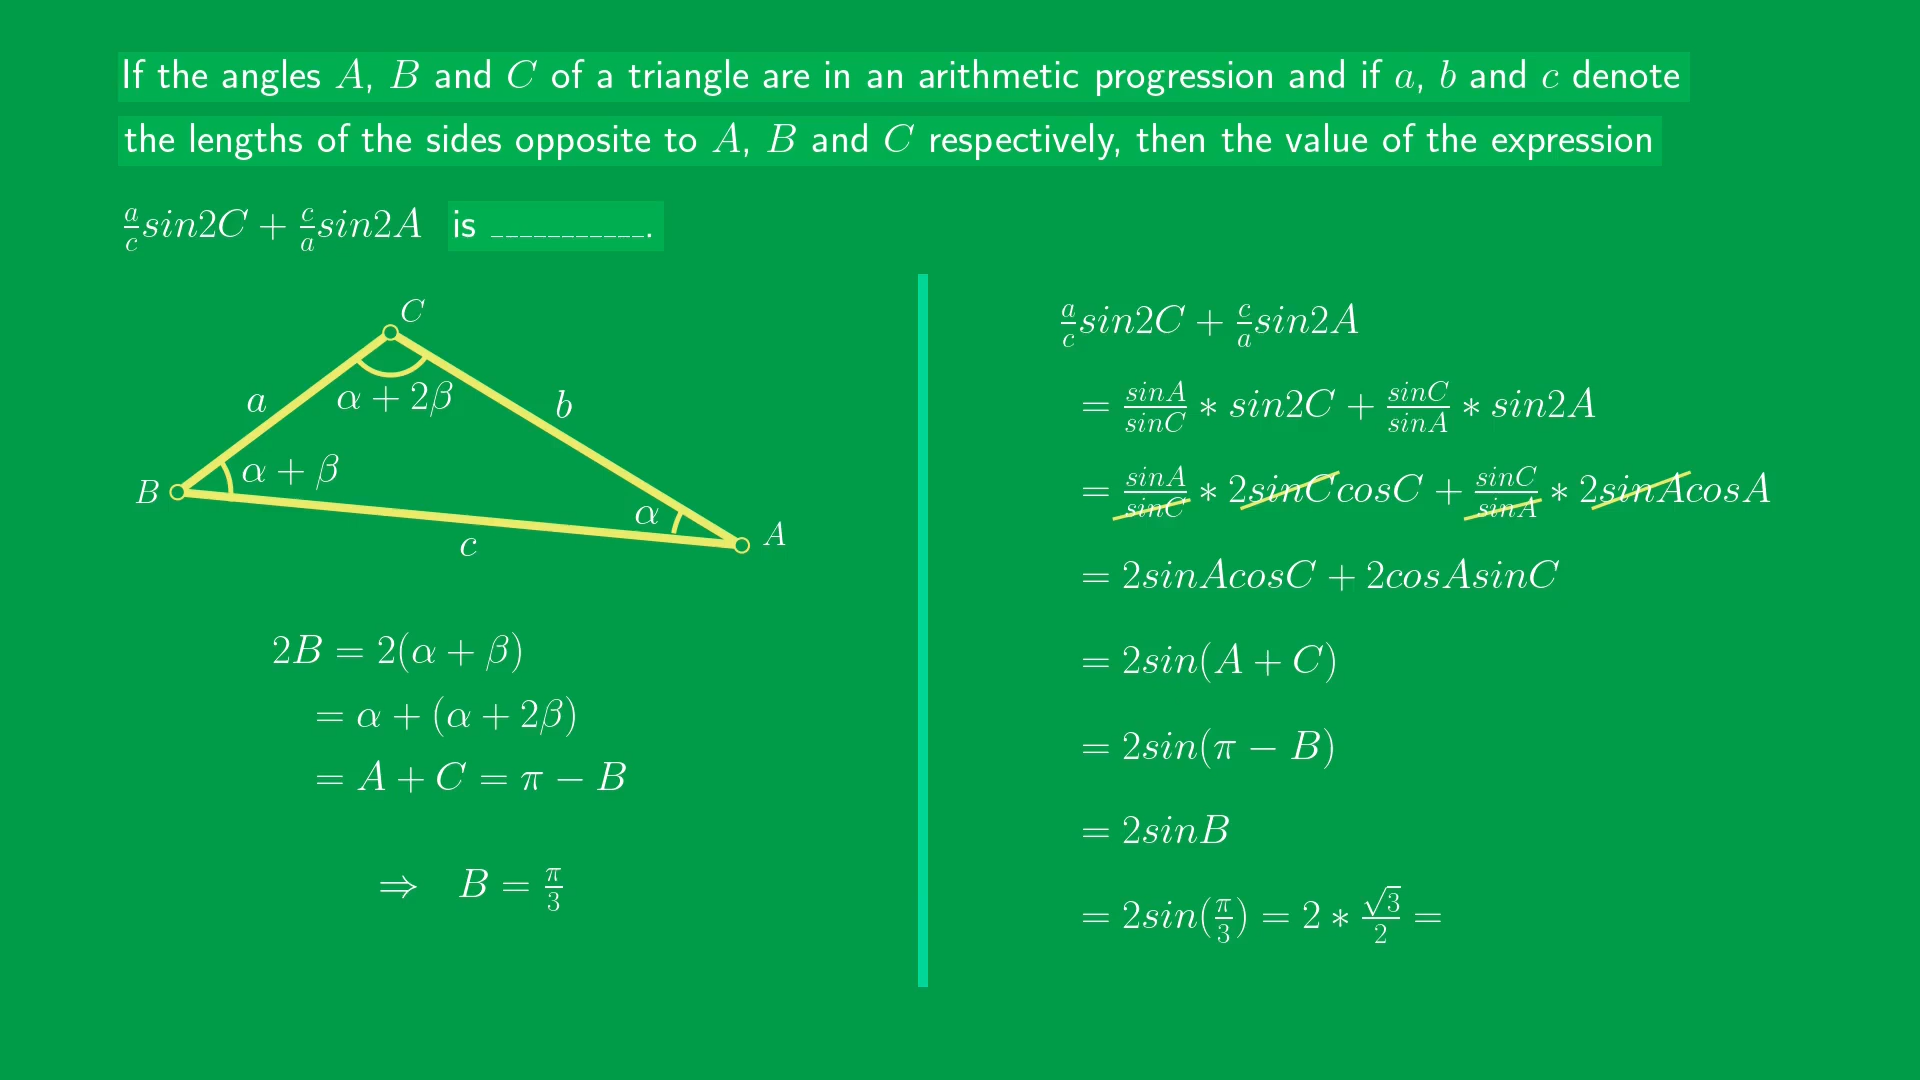 If the angles A, B and C of a triangle are in an arithmetic progression and if a, b and c denote
the lengths of the sides opposite to A, B and C respectively, then the value of the expression
a/c sin2C + c/a sin2A is ___________.
C
a
α + 2β
b
B
α + β
α
A
c
2B = 2(α + β)
= α + (α + 2β)
= A + C = π − B
⇒ B = π/3
a/c sin2C + c/a sin2A
= sinA/sinC * sin2C + sinC/sinA * sin2A
= sinA/sinC * 2sinCcosC + sinC/sinA * 2sinAcosA
= 2sinAcosC + 2cosAsinC
= 2sin(A + C)
= 2sin(π − B)
= 2sinB
= 2sin(π/3) = 2 * √3/2 =